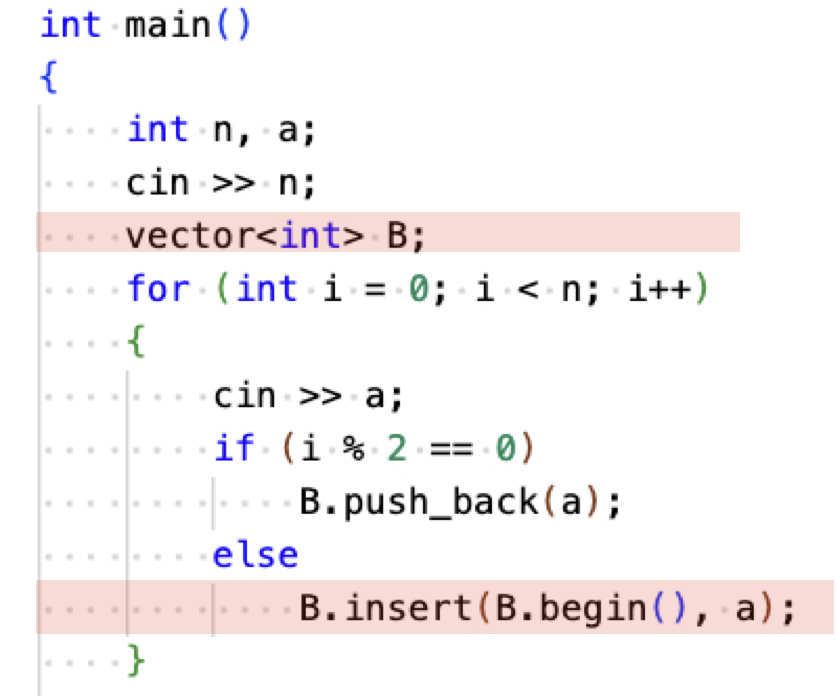 int main()
{
    int n, a;
    cin >> n;
    vector<int> B;
    for (int i = 0; i < n; i++)
    {
        cin >> a;
        if (i % 2 == 0)
            B.push_back(a);
        else
            B.insert(B.begin(), a);
    }